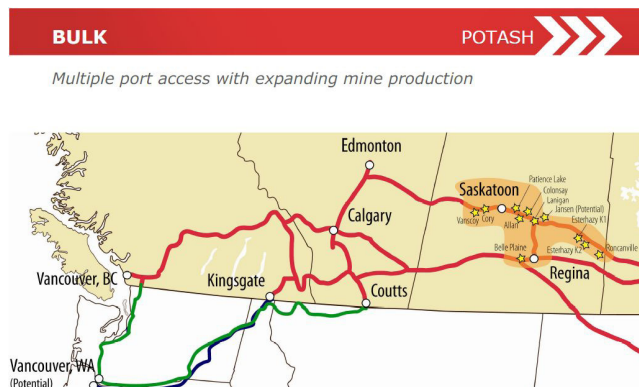 BULK
POTASH
Multiple port access with expanding mine production
Edmonton
Patience Lake
Colonsay
Lanigan
Jansen (Potential)
Esterhazy K1
Saskatoon
Vanscoy
Cory
Allan
Calgary
Belle Plaine
Esterhazy K2
Rocanville
Regina
Vancouver, BC
Kingsgate
Coutts
Vancouver, WA
(Potential)